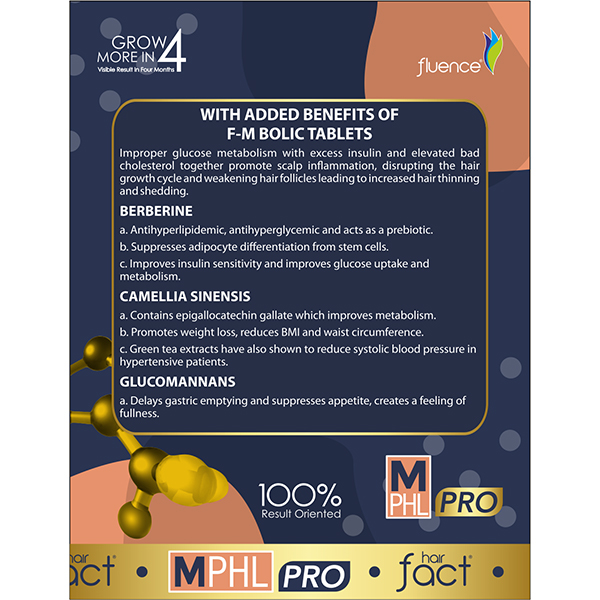 GROW
MORE IN 4
Visible Result in Four Months
fluence®
WITH ADDED BENEFITS OF
F-M BOLIC TABLETS
Improper glucose metabolism with excess insulin and elevated bad
cholesterol together promote scalp inflammation, disrupting the hair
growth cycle and weakening hair follicles leading to increased hair thinning
and shedding.
BERBERINE
a. Antihyperlipidemic, antihyperglycemic and acts as a prebiotic.
b. Suppresses adipocyte differentiation from stem cells.
c. Improves insulin sensitivity and improves glucose uptake and
metabolism.
CAMELLIA SINENSIS
a. Contains epigallocatechin gallate which improves metabolism.
b. Promotes weight loss, reduces BMI and waist circumference.
c. Green tea extracts have also shown to reduce systolic blood pressure in
hypertensive patients.
GLUCOMANNANS
a. Delays gastric emptying and suppresses appetite, creates a feeling of
fullness.
100%
Result Oriented
M
PHL PRO
hair
act® • MPHL PRO • hair
fact®